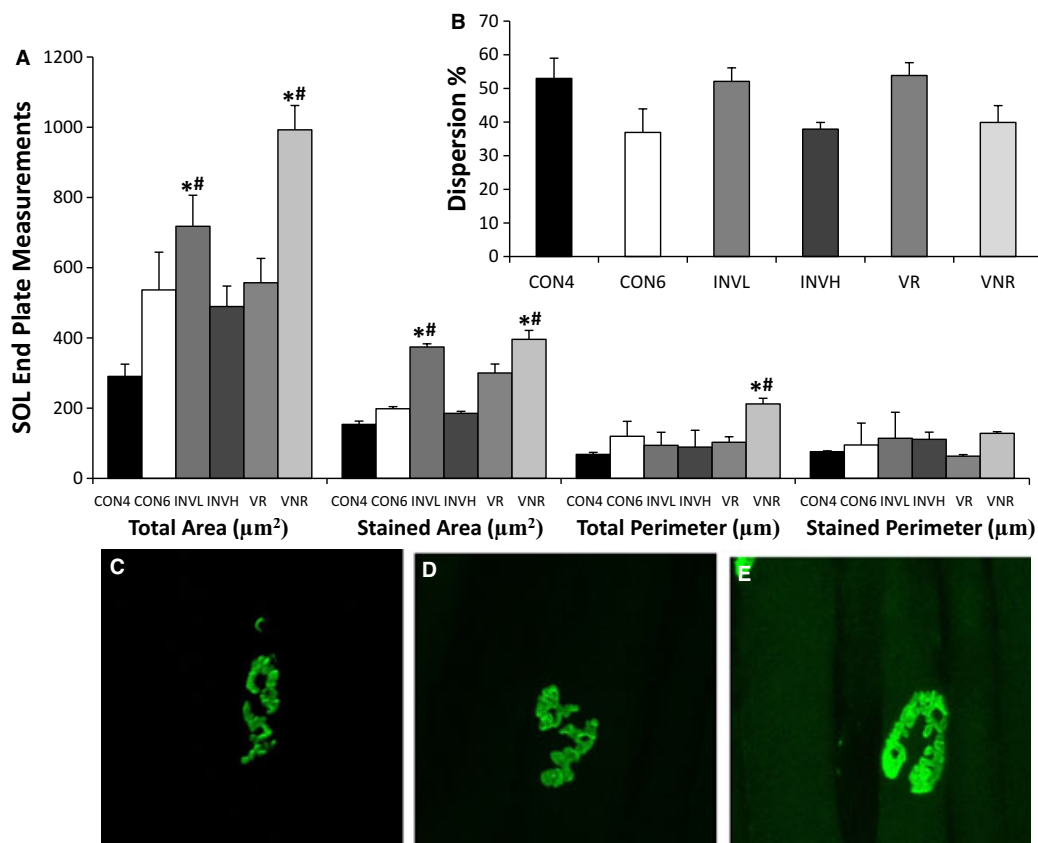 A
SOL End Plate Measurements
1200
1000
800
600
400
200
0
*#
*#
*#
*#
*#
CON4 CON6 INVL INVH VR VNR
CON4 CON6 INVL INVH VR VNR
CON4 CON6 INVL INVH VR VNR
CON4 CON6 INVL INVH VR VNR
Total Area (µm²)
Stained Area (µm²)
Total Perimeter (µm)
Stained Perimeter (µm)
B
Dispersion %
70
60
50
40
30
20
10
0
CON4 CON6 INVL INVH VR VNR
C
D
E